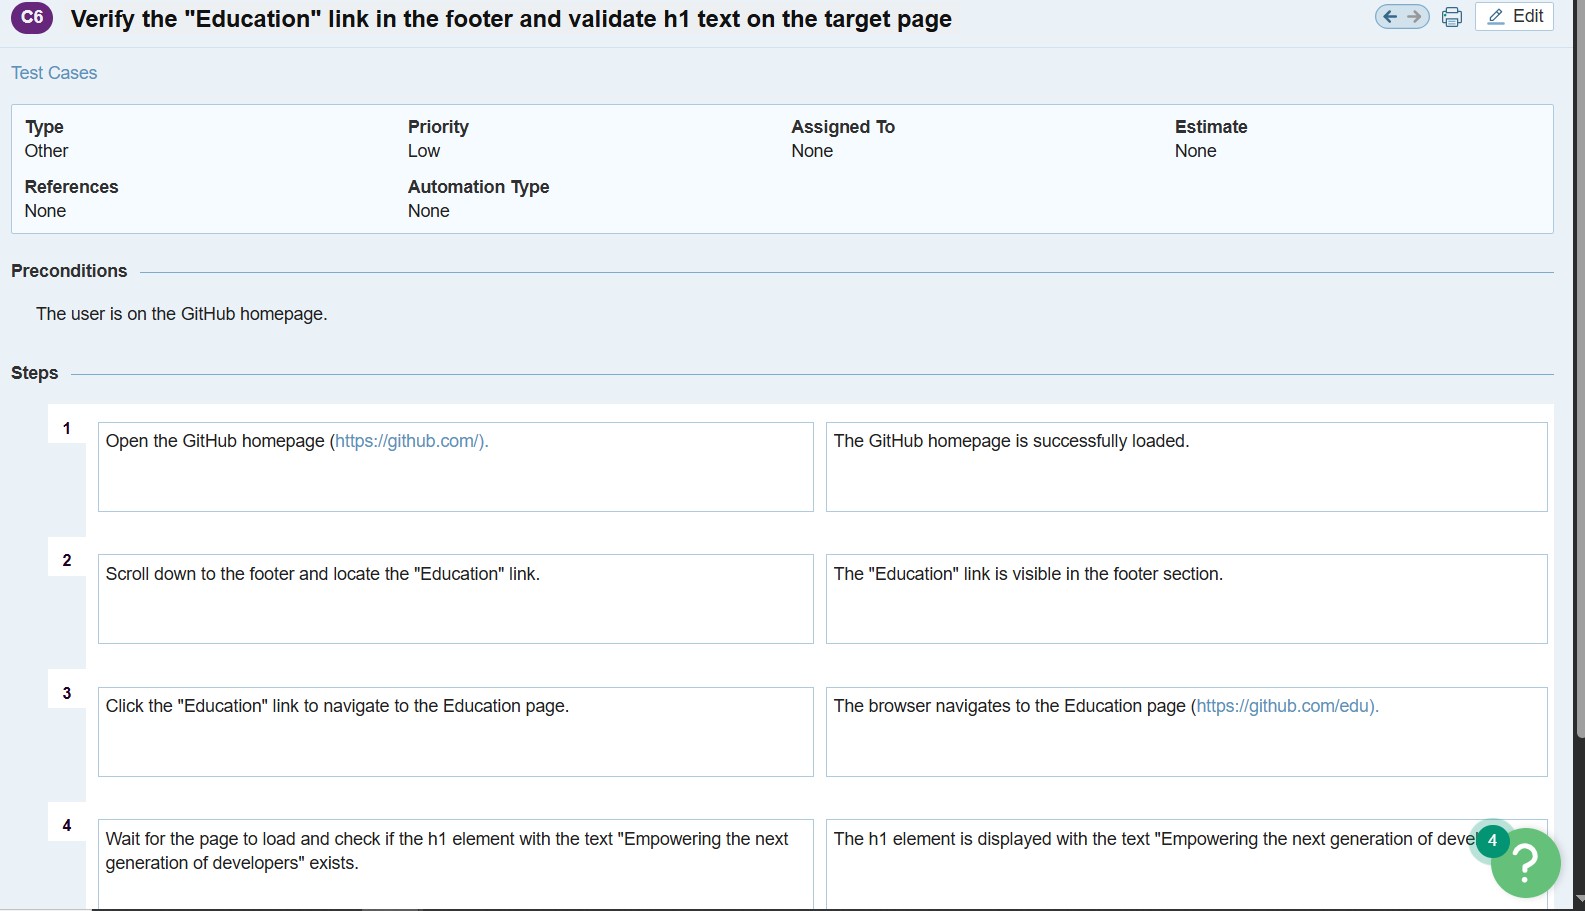 C6 Verify the "Education" link in the footer and validate h1 text on the target page
Edit
Test Cases
Type Priority Assigned To Estimate
Other Low None None
References Automation Type
None None
Preconditions
The user is on the GitHub homepage.
Steps
1
Open the GitHub homepage (https://github.com/).
The GitHub homepage is successfully loaded.
2
Scroll down to the footer and locate the "Education" link.
The "Education" link is visible in the footer section.
3
Click the "Education" link to navigate to the Education page.
The browser navigates to the Education page (https://github.com/edu).
4
Wait for the page to load and check if the h1 element with the text "Empowering the next
generation of developers" exists.
The h1 element is displayed with the text "Empowering the next generation of deve
4
?